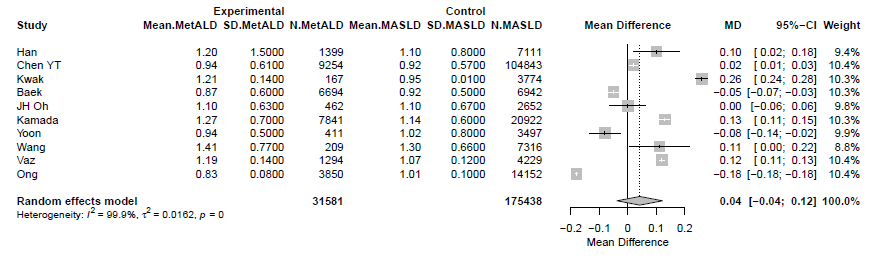 Experimental Control
Study Mean.MetALD SD.MetALD N.MetALD Mean.MASLD SD.MASLD N.MASLD Mean Difference MD 95%−CI Weight
Han 1.20 1.5000 1399 1.10 0.8000 7111 0.10 [ 0.02; 0.18] 9.4%
Chen YT 0.94 0.6100 9254 0.92 0.5700 104843 0.02 [ 0.01; 0.03] 10.4%
Kwak 1.21 0.1400 167 0.95 0.0100 3774 0.26 [ 0.24; 0.28] 10.3%
Baek 0.87 0.6000 6694 0.92 0.5000 6942 −0.05 [−0.07; −0.03] 10.4%
JH Oh 1.10 0.6300 462 1.10 0.6700 2652 0.00 [−0.06; 0.06] 9.8%
Kamada 1.27 0.7000 7841 1.14 0.6000 20922 0.13 [ 0.11; 0.15] 10.3%
Yoon 0.94 0.5000 411 1.02 0.8000 3497 −0.08 [−0.14; −0.02] 9.9%
Wang 1.41 0.7700 209 1.30 0.6600 7316 0.11 [ 0.00; 0.22] 8.8%
Vaz 1.19 0.1400 1294 1.07 0.1200 4229 0.12 [ 0.11; 0.13] 10.4%
Ong 0.83 0.0800 3850 1.01 0.1000 14152 −0.18 [−0.18; −0.18] 10.4%
Random effects model 31581 175438 0.04 [−0.04; 0.12] 100.0%
Heterogeneity: I² = 99.9%, τ² = 0.0162, p = 0
−0.2 −0.1 0 0.1 0.2
Mean Difference